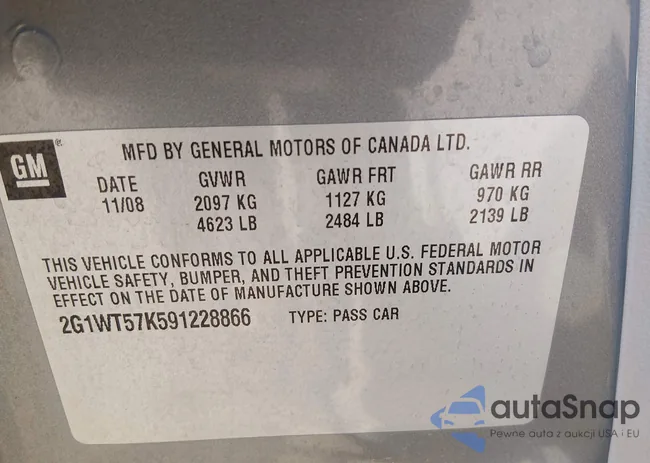 GM
MFD BY GENERAL MOTORS OF CANADA LTD.
DATE GVWR GAWR FRT GAWR RR
11/08 2097 KG 1127 KG 970 KG
4623 LB 2484 LB 2139 LB
THIS VEHICLE CONFORMS TO ALL APPLICABLE U.S. FEDERAL MOTOR
VEHICLE SAFETY, BUMPER, AND THEFT PREVENTION STANDARDS IN
EFFECT ON THE DATE OF MANUFACTURE SHOWN ABOVE.
2G1WT57K591228866 TYPE: PASS CAR
autaSnap
Pewne auta z aukcji USA i EU